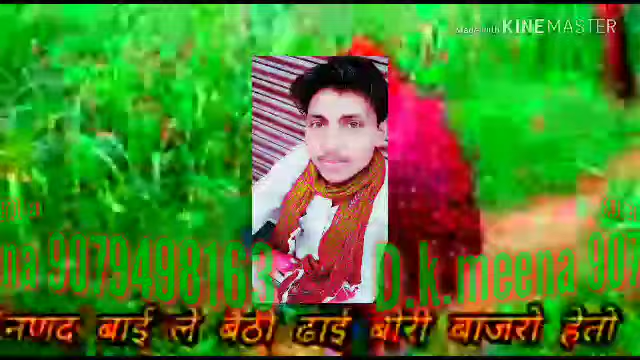 Made with KINEMASTER
na 9079498163 D.k.meena 907
नणद बाई ले बैठी ढाई बोरी बाजरो हेतो